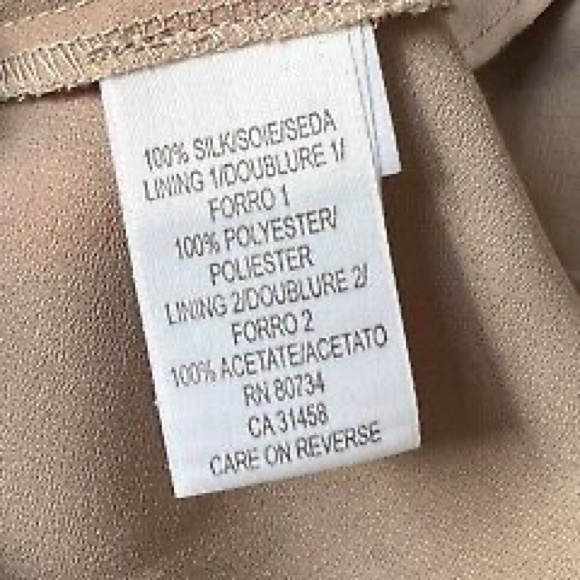 100% SILK/SOIE/SEDA
LINING 1/DOUBLURE 1/
FORRO 1
100% POLYESTER/
POLIESTER
LINING 2/DOUBLURE 2/
FORRO 2
100% ACETATE/ACETATO
RN 80734
CA 31458
CARE ON REVERSE